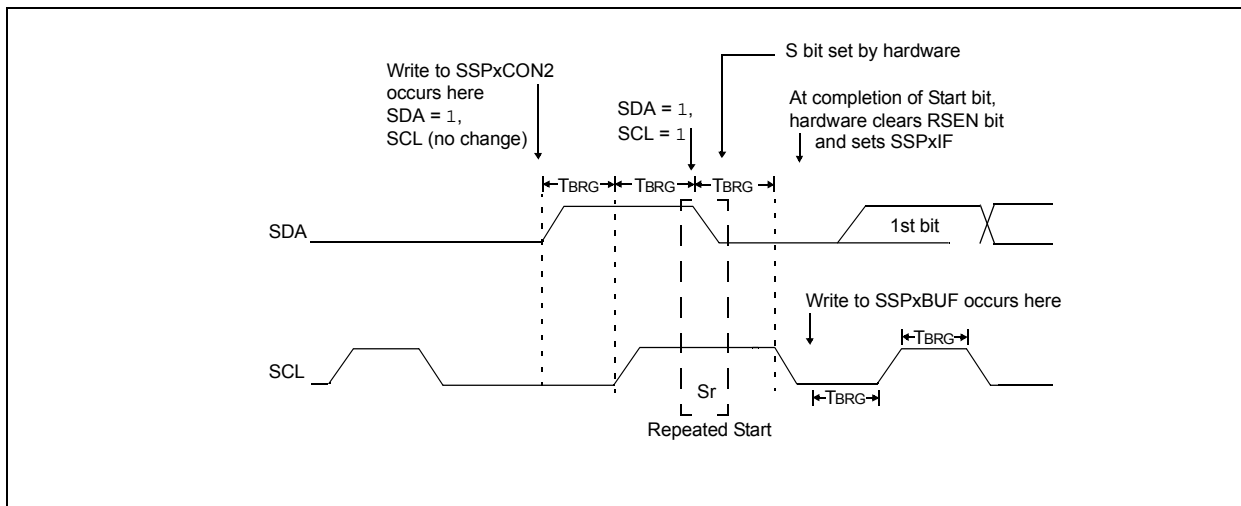 S bit set by hardware
Write to SSPxCON2
occurs here
SDA = 1,
SCL (no change)
SDA = 1,
SCL = 1
At completion of Start bit,
hardware clears RSEN bit
and sets SSPxIF
TBRG TBRG TBRG
SDA
1st bit
Write to SSPxBUF occurs here
TBRG
SCL
Sr
TBRG
Repeated Start